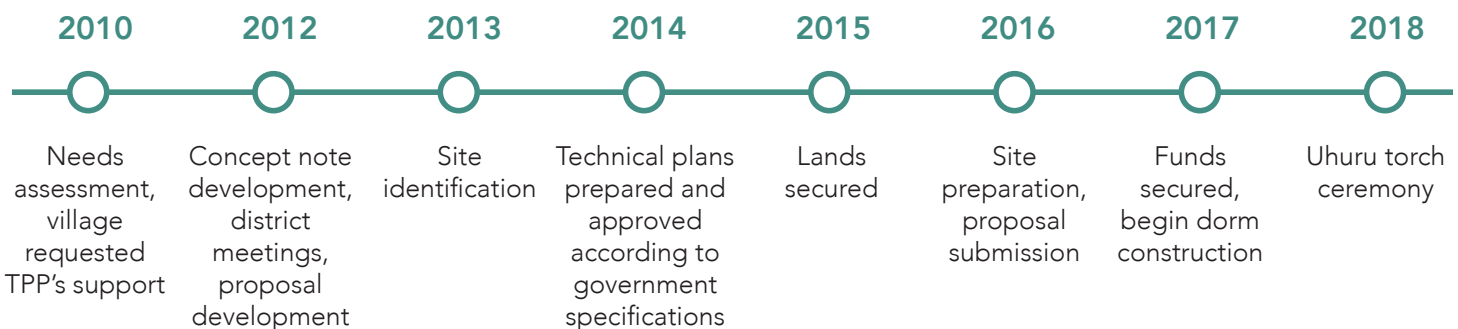 2010
2012
2013
2014
2015
2016
2017
2018
Needs
assessment,
village
requested
TPP's support
Concept note
development,
district
meetings,
proposal
development
Site
identification
Technical plans
prepared and
approved
according to
government
specifications
Lands
secured
Site
preparation,
proposal
submission
Funds
secured,
begin dorm
construction
Uhuru torch
ceremony